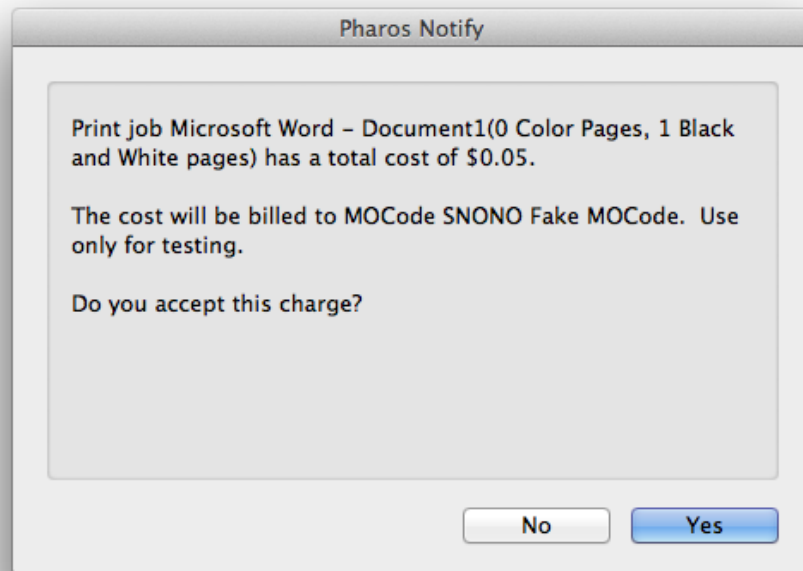 Pharos Notify
Print job Microsoft Word – Document1(0 Color Pages, 1 Black
and White pages) has a total cost of $0.05.
The cost will be billed to MOCode SNONO Fake MOCode.  Use
only for testing.
Do you accept this charge?
No
Yes